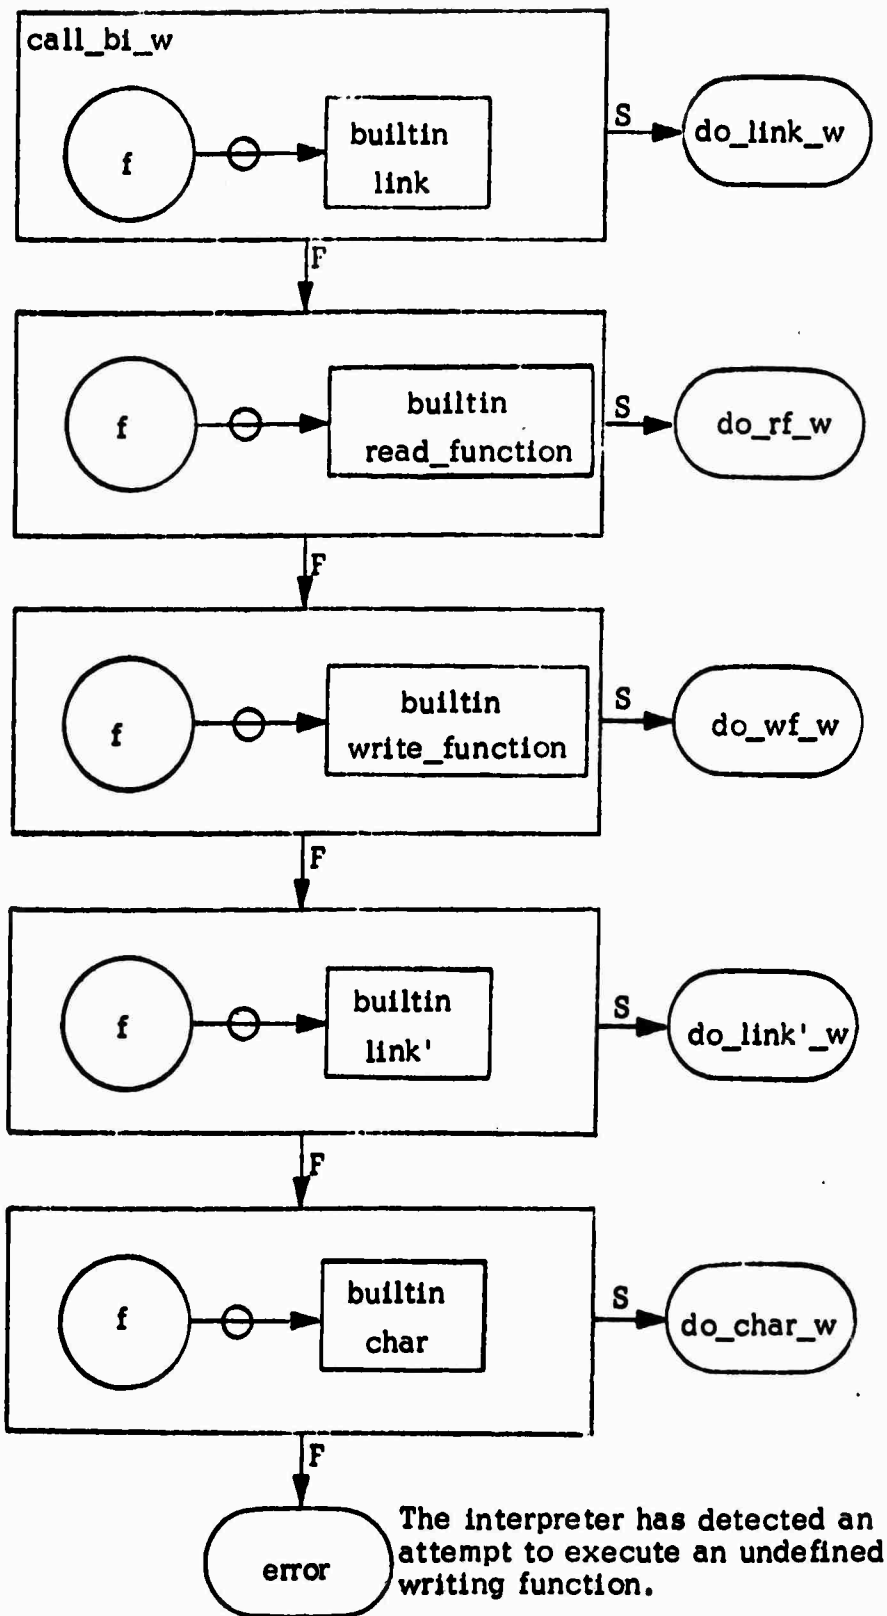 call_bi_w
f
builtin
link
S
do_link_w
F
f
builtin
read_function
S
do_rf_w
F
f
builtin
write_function
S
do_wf_w
F
f
builtin
link'
S
do_link'_w
F
f
builtin
char
S
do_char_w
F
error
The interpreter has detected an
attempt to execute an undefined
writing function.